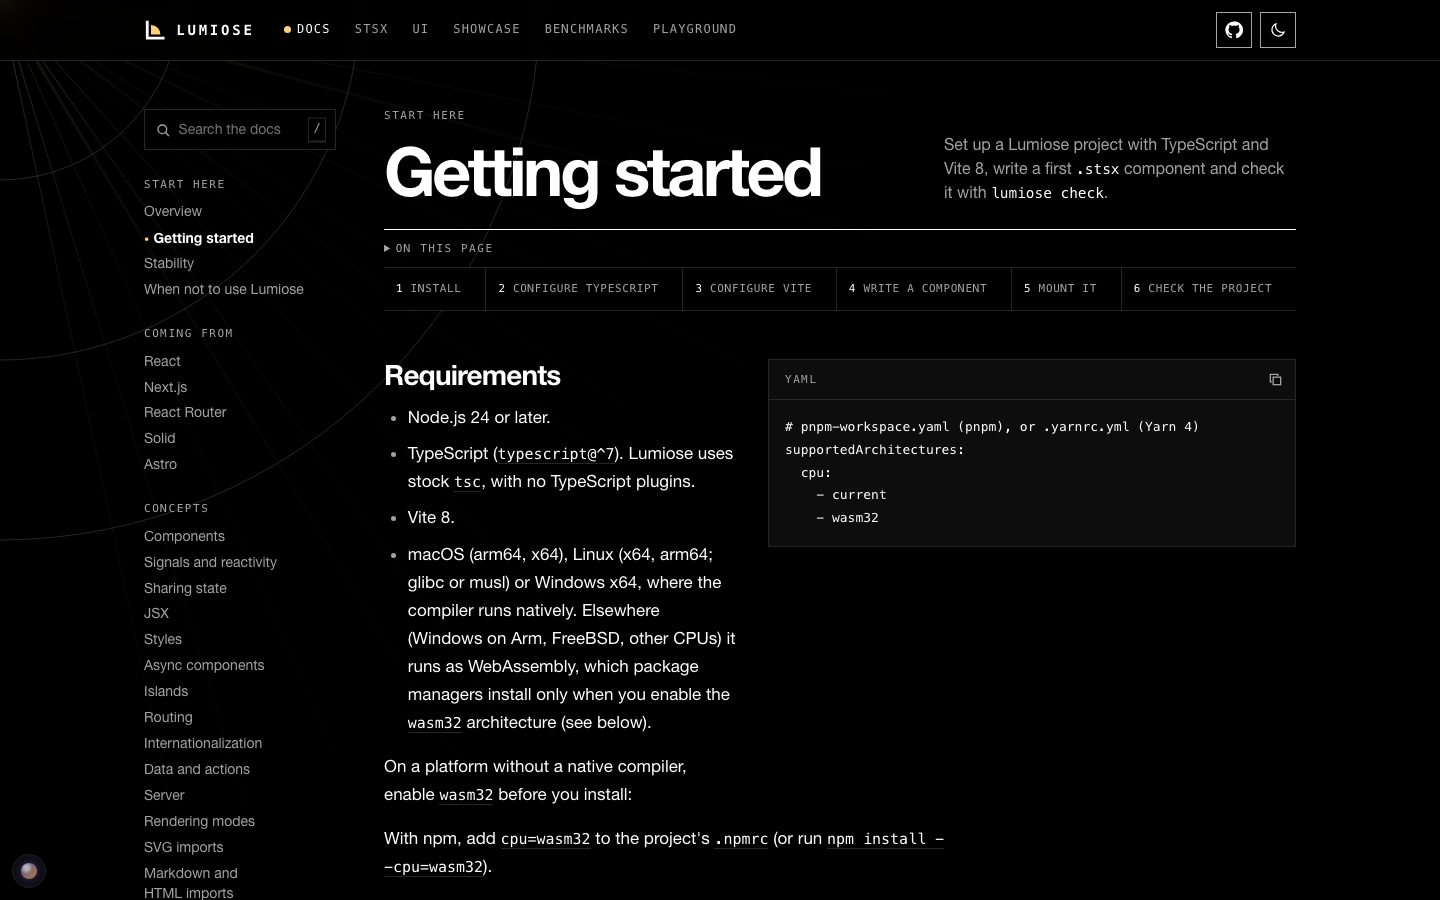 LUMIOSE
DOCS STSX UI SHOWCASE BENCHMARKS PLAYGROUND
Search the docs /
START HERE
Overview
• Getting started
Stability
When not to use Lumiose
COMING FROM
React
Next.js
React Router
Solid
Astro
CONCEPTS
Components
Signals and reactivity
Sharing state
JSX
Styles
Async components
Islands
Routing
Internationalization
Data and actions
Server
Rendering modes
SVG imports
Markdown and
HTML imports
START HERE
Getting started
Set up a Lumiose project with TypeScript and
Vite 8, write a first .stsx component and check
it with lumiose check.
ON THIS PAGE
1 INSTALL
2 CONFIGURE TYPESCRIPT
3 CONFIGURE VITE
4 WRITE A COMPONENT
5 MOUNT IT
6 CHECK THE PROJECT
Requirements
• Node.js 24 or later.
• TypeScript (typescript@^7). Lumiose uses
stock tsc, with no TypeScript plugins.
• Vite 8.
• macOS (arm64, x64), Linux (x64, arm64;
glibc or musl) or Windows x64, where the
compiler runs natively. Elsewhere
(Windows on Arm, FreeBSD, other CPUs) it
runs as WebAssembly, which package
managers install only when you enable the
wasm32 architecture (see below).
On a platform without a native compiler,
enable wasm32 before you install:
YAML
# pnpm-workspace.yaml (pnpm), or .yarnrc.yml (Yarn 4)
supportedArchitectures:
  cpu:
    - current
    - wasm32
With npm, add cpu=wasm32 to the project's .npmrc (or run npm install -
-cpu=wasm32).